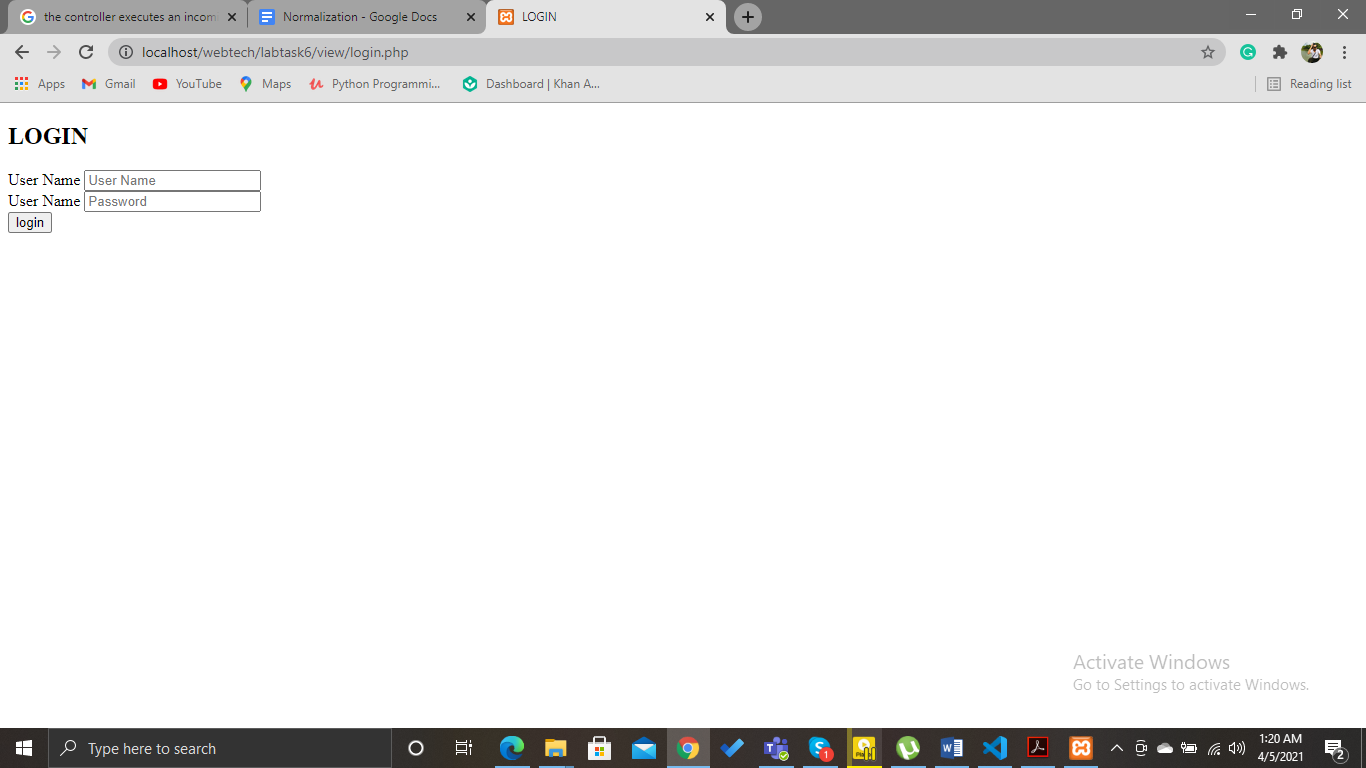 the controller executes an incom
Normalization - Google Docs
LOGIN
localhost/webtech/labtask6/view/login.php
Apps
Gmail
YouTube
Maps
Python Programmi...
Dashboard | Khan A...
Reading list
LOGIN
User Name User Name
User Name Password
login
Activate Windows
Go to Settings to activate Windows.
Type here to search
1
1:20 AM
4/5/2021
2